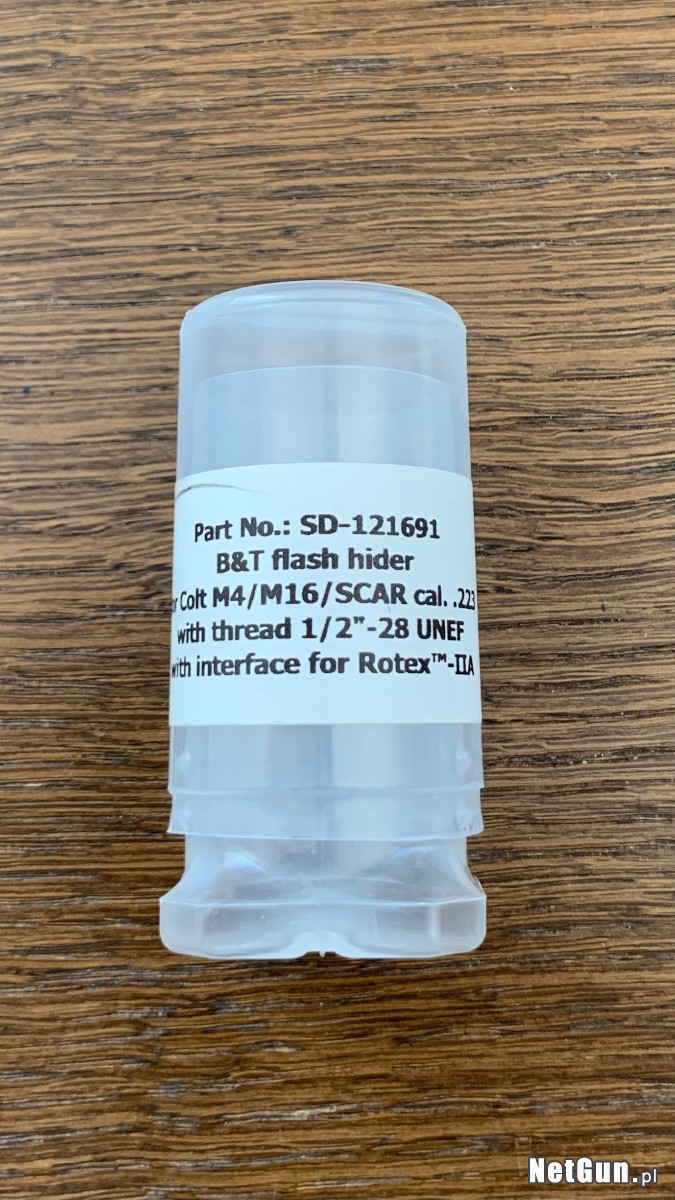 Part No.: SD-121691
B&T flash hider
r Colt M4/M16/SCAR cal. .223
with thread 1/2"-28 UNEF
with interface for Rotex™-IIA
NetGun.pl